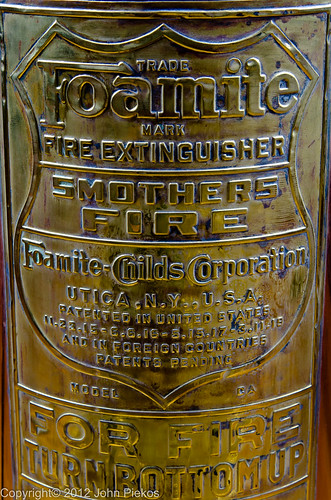 TRADE
Foamite
MARK
FIRE EXTINGUISHER
SMOTHERS
FIRE
Foamite-Childs Corporation,
UTICA, N.Y., U.S.A.
PATENTED IN UNITED STATES
AND IN FOREIGN COUNTRIES
PATENTS PENDING
MODEL
FOR FIRE
TURN BOTTOM UP
Copyright© 2012 John Piekos